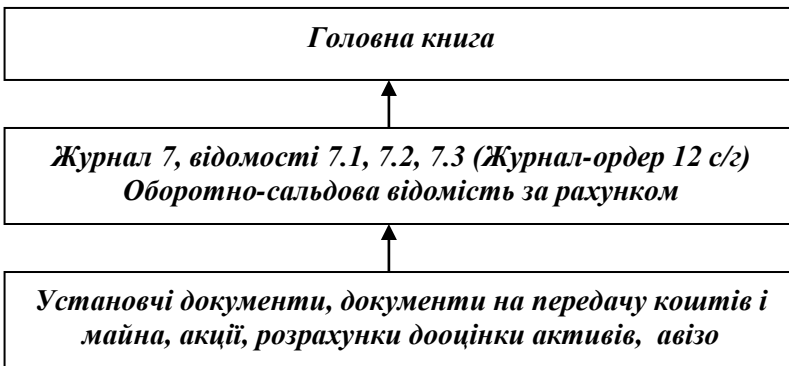 Головна книга
Журнал 7, відомості 7.1, 7.2, 7.3 (Журнал-ордер 12 с/г)
Оборотно-сальдова відомість за рахунком
Установчі документи, документи на передачу коштів і
майна, акції, розрахунки дооцінки активів, авізо